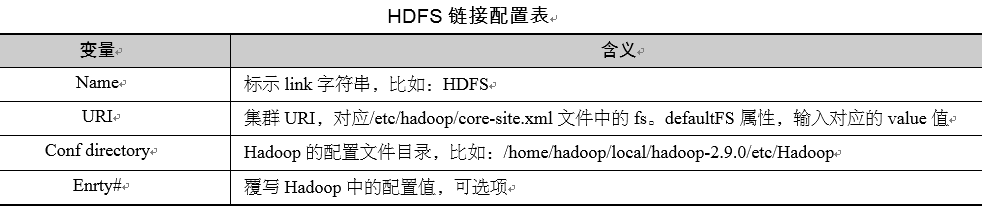 HDFS 链接配置表
变量 含义
Name 标示 link 字符串，比如：HDFS
URI 集群 URI，对应/etc/hadoop/core-site.xml 文件中的 fs。defaultFS 属性，输入对应的 value 值
Conf directory Hadoop 的配置文件目录，比如：/home/hadoop/local/hadoop-2.9.0/etc/Hadoop
Enrty# 覆写 Hadoop 中的配置值，可选项